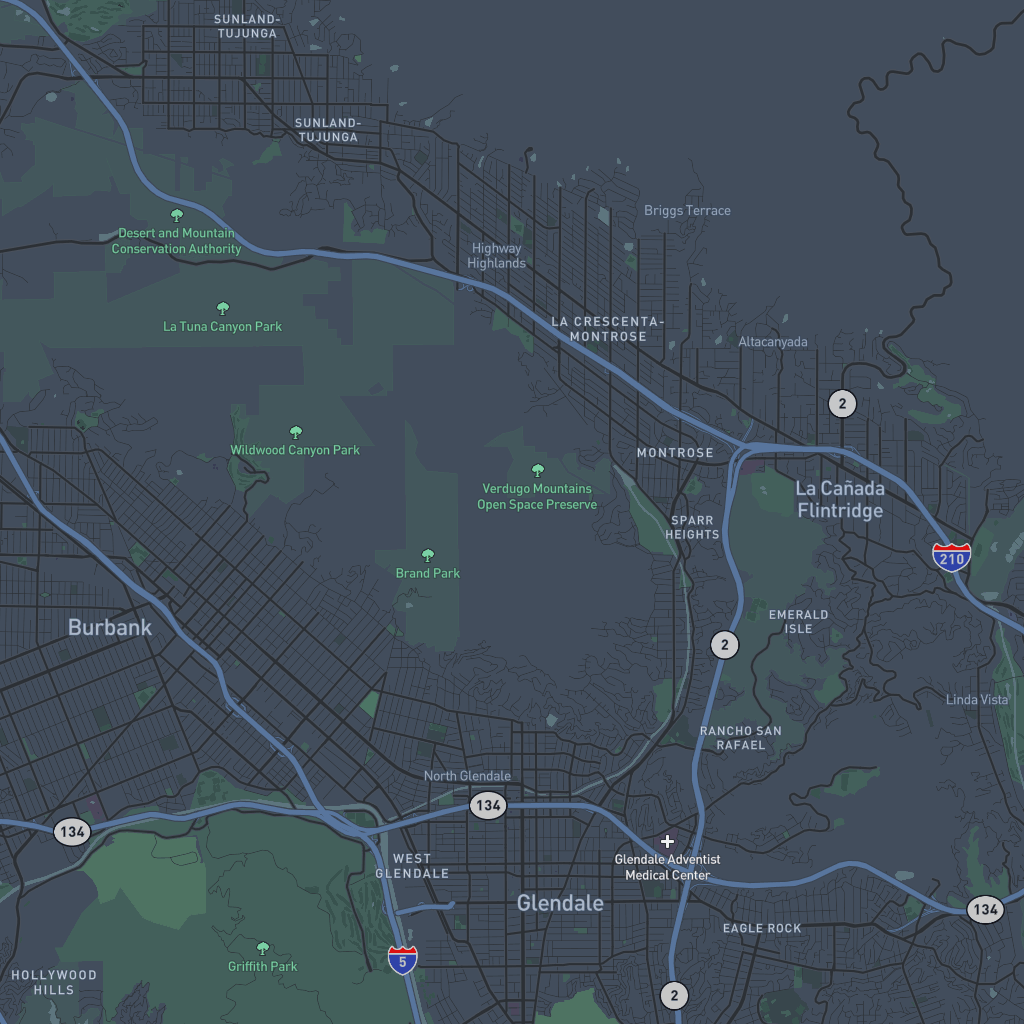 SUNLAND-
TUJUNGA
SUNLAND-
TUJUNGA
Briggs Terrace
Desert and Mountain
Conservation Authority
Highway
Highlands
La Tuna Canyon Park
LA CRESCENTA-
MONTROSE
Altacanyada
2
Wildwood Canyon Park
MONTROSE
Verdugo Mountains
Open Space Preserve
La Cañada
Flintridge
SPARR
HEIGHTS
210
Brand Park
Burbank
EMERALD
ISLE
2
Linda Vista
RANCHO SAN
RAFAEL
North Glendale
134
134
Glendale Adventist
Medical Center
WEST
GLENDALE
Glendale
134
EAGLE ROCK
5
Griffith Park
HOLLYWOOD
HILLS
2